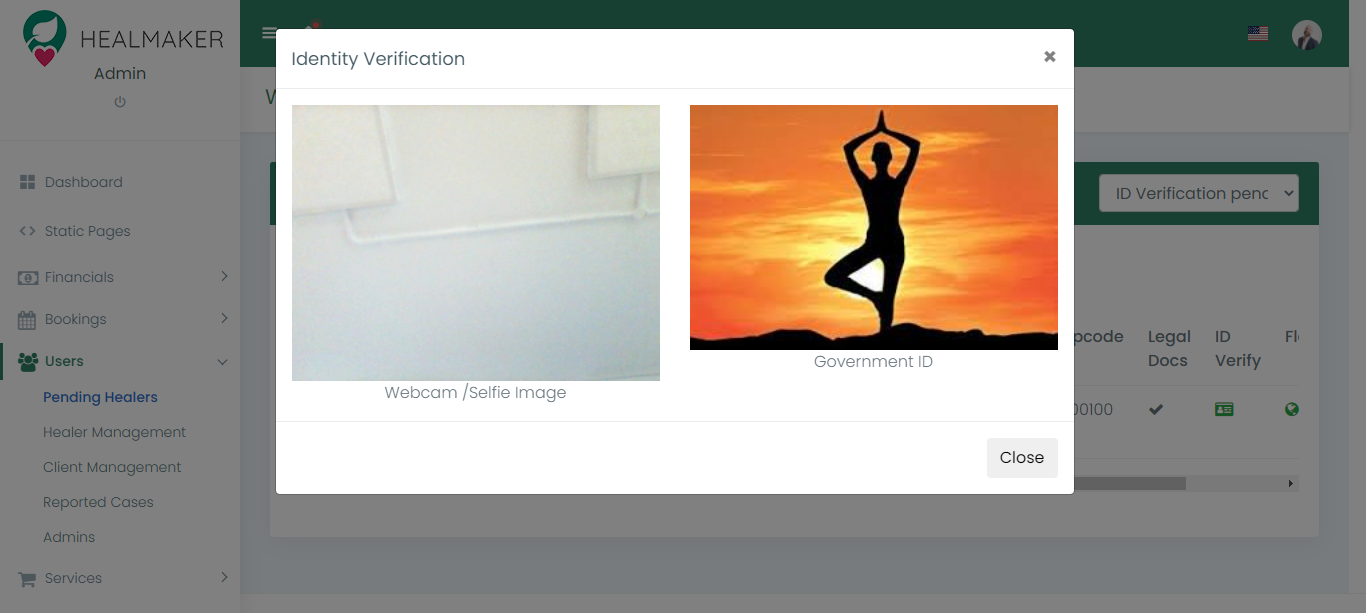 HEALMAKER
Admin
Dashboard
Static Pages
Financials
Bookings
Users
Pending Healers
Healer Management
Client Management
Reported Cases
Admins
Services
Identity Verification
Webcam /Selfie Image
Government ID
Close
ID Verification penc
pcode
Legal
Docs
ID
Verify
00100